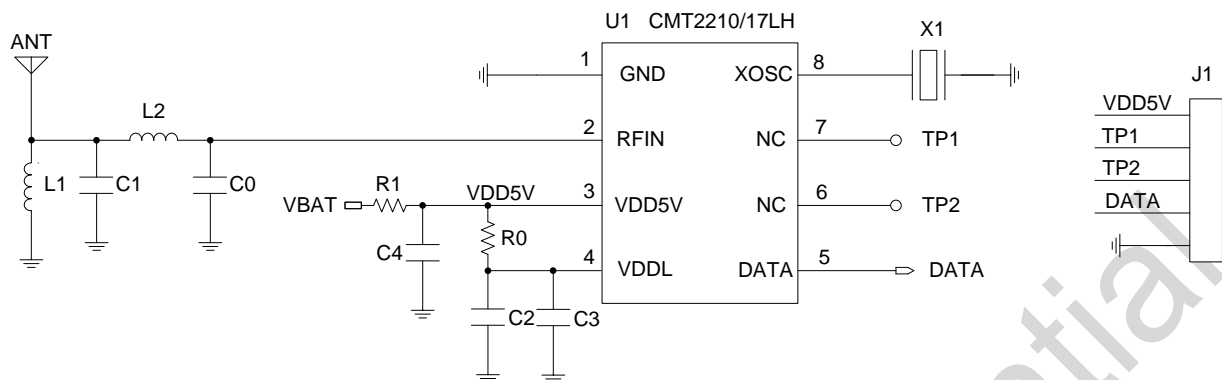 U1 CMT2210/17LH
ANT
X1
J1
1
GND
XOSC
8
L2
VDD5V
2
RFIN
NC
7
TP1
TP1
L1
C1
C0
TP2
R1
VDD5V
3
VBAT
VDD5V
NC
6
TP2
DATA
R0
C4
4
VDDL
DATA
5
DATA
C2
C3
tial